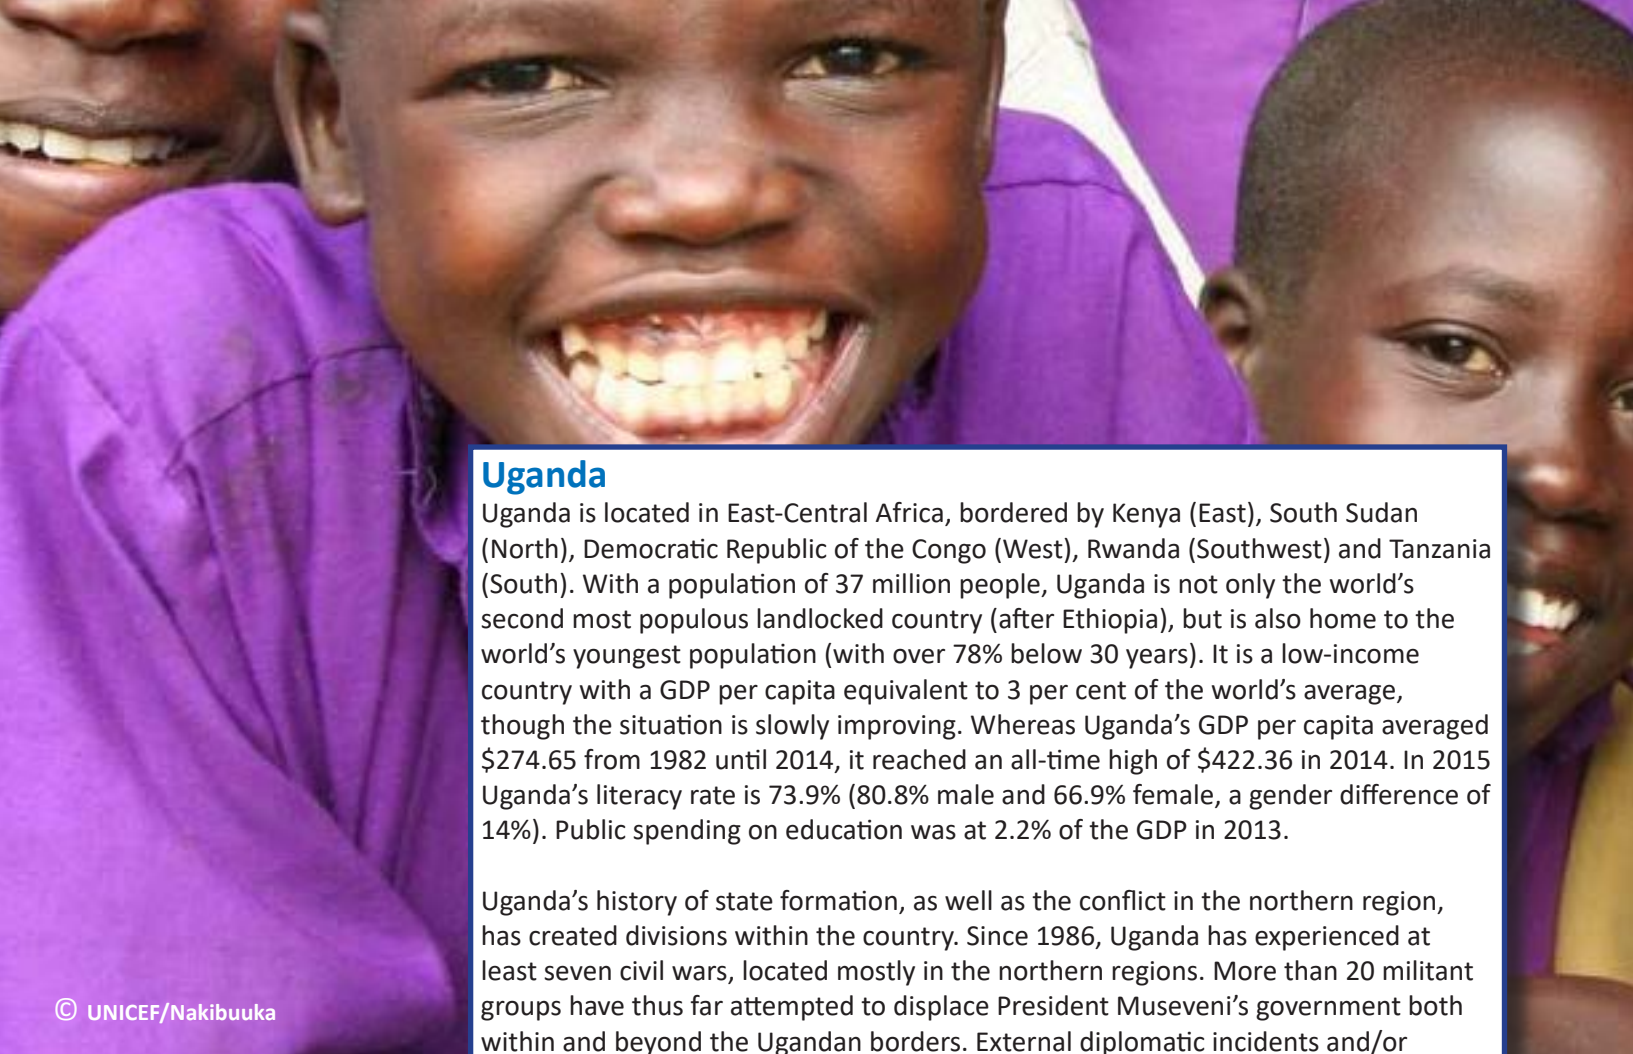 Uganda
Uganda is located in East-Central Africa, bordered by Kenya (East), South Sudan
(North), Democratic Republic of the Congo (West), Rwanda (Southwest) and Tanzania
(South). With a population of 37 million people, Uganda is not only the world’s
second most populous landlocked country (after Ethiopia), but is also home to the
world’s youngest population (with over 78% below 30 years). It is a low-income
country with a GDP per capita equivalent to 3 per cent of the world’s average,
though the situation is slowly improving. Whereas Uganda’s GDP per capita averaged
$274.65 from 1982 until 2014, it reached an all-time high of $422.36 in 2014. In 2015
Uganda’s literacy rate is 73.9% (80.8% male and 66.9% female, a gender difference of
14%). Public spending on education was at 2.2% of the GDP in 2013.
Uganda’s history of state formation, as well as the conflict in the northern region,
has created divisions within the country. Since 1986, Uganda has experienced at
least seven civil wars, located mostly in the northern regions. More than 20 militant
groups have thus far attempted to displace President Museveni’s government both
within and beyond the Ugandan borders. External diplomatic incidents and/or
© UNICEF/Nakibuuka